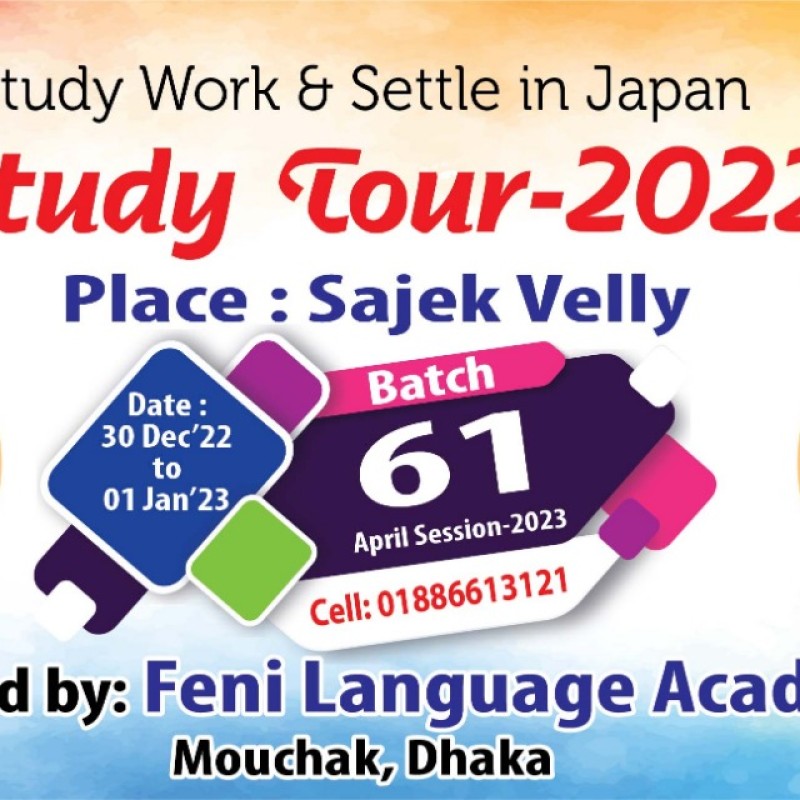 tudy Work & Settle in Japan
tudy Tour-2022
Place : Sajek Velly
Date :
30 Dec’22
to
01 Jan’23
Batch
61
April Session-2023
Cell: 01886613121
d by: Feni Language Acad
Mouchak, Dhaka